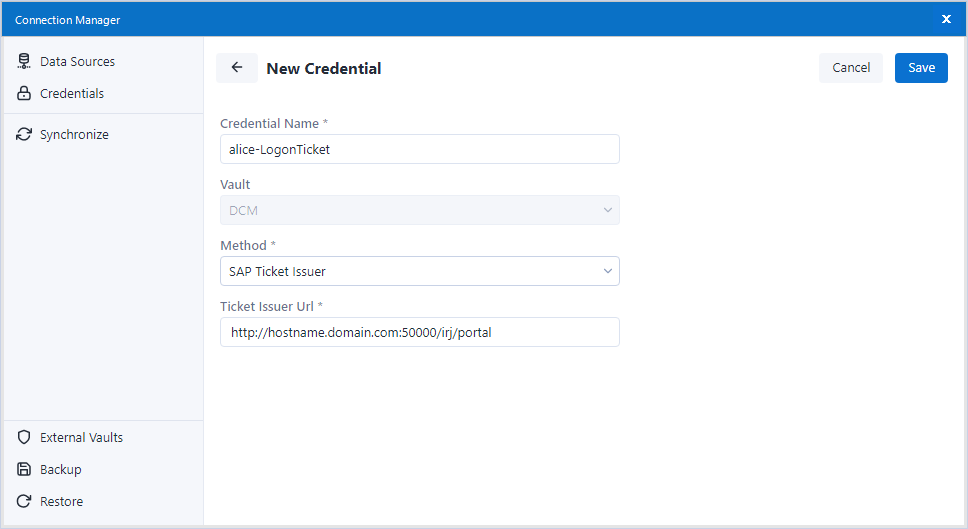 Connection Manager
Data Sources
Credentials
Synchronize
External Vaults
Backup
Restore
New Credential
Cancel
Save
Credential Name *
alice-LogonTicket
Vault
DCM
Method *
SAP Ticket Issuer
Ticket Issuer Url *
http://hostname.domain.com:50000/irj/portal